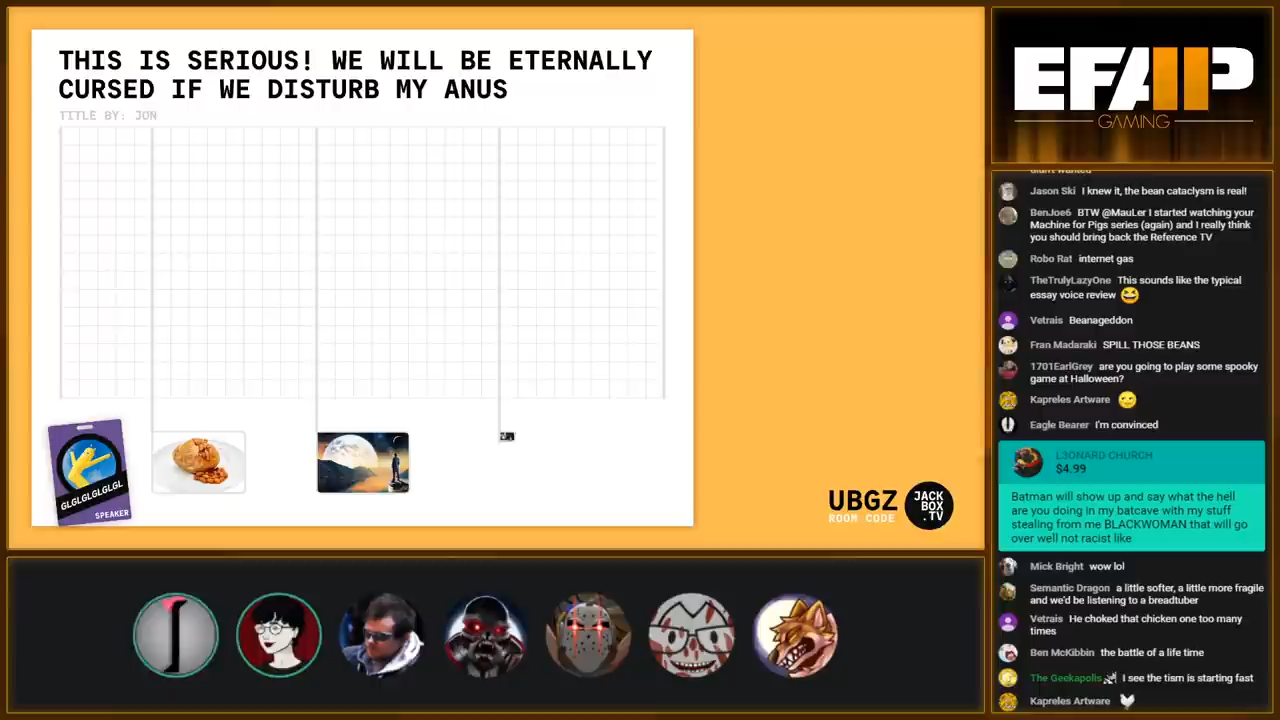 THIS IS SERIOUS! WE WILL BE ETERNALLY
CURSED IF WE DISTURB MY ANUS
TITLE BY: JON
GLGLGLGLGLGL
SPEAKER
UBGZ
ROOM CODE
JACK
BOX
.TV
EFAP
GAMING
Jason Ski I knew it, the bean cataclysm is real!
BenJoe6 BTW @MauLer I started watching your
Machine for Pigs series (again) and I really think
you should bring back the Reference TV
Robo Rat internet gas
TheTrulyLazyOne This sounds like the typical
essay voice review 😆
Vetrais Beanageddon
Fran Madaraki SPILL THOSE BEANS
1701EarlGrey are you going to play some spooky
game at Halloween?
Kapreles Artware
Eagle Bearer I'm convinced
L3ONARD CHURCH
$4.99
Batman will show up and say what the hell
are you doing in my batcave with my stuff
stealing from me BLACKWOMAN that will go
over well not racist like
Mick Bright wow lol
Semantic Dragon a little softer, a little more fragile
and we'd be listening to a breadtuber
Vetrais He choked that chicken one too many
times
Ben McKibbin the battle of a life time
The Geekapolis I see the tism is starting fast
Kapreles Artware